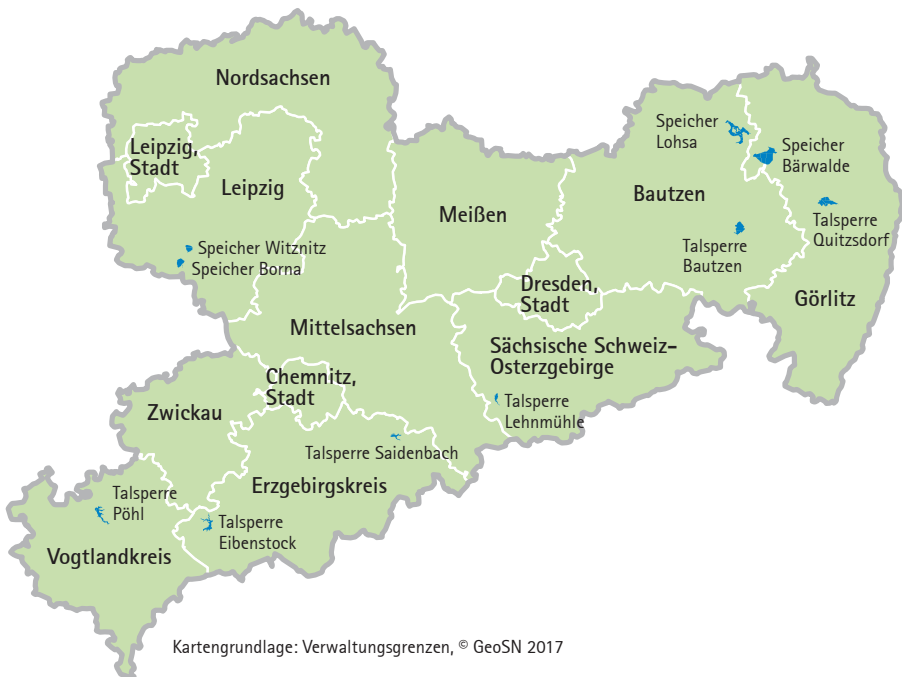 Nordsachsen
Leipzig,
Stadt
Leipzig
Speicher Witznitz
Speicher Borna
Meißen
Speicher
Lohsa
Speicher
Bärwalde
Bautzen
Talsperre
Quitzsdorf
Talsperre
Bautzen
Görlitz
Dresden,
Stadt
Mittelsachsen
Sächsische Schweiz-
Osterzgebirge
Talsperre
Lehnmühle
Chemnitz,
Stadt
Zwickau
Talsperre Saidenbach
Erzgebirgskreis
Talsperre
Pöhl
Talsperre
Eibenstock
Vogtlandkreis
Kartengrundlage: Verwaltungsgrenzen, © GeoSN 2017